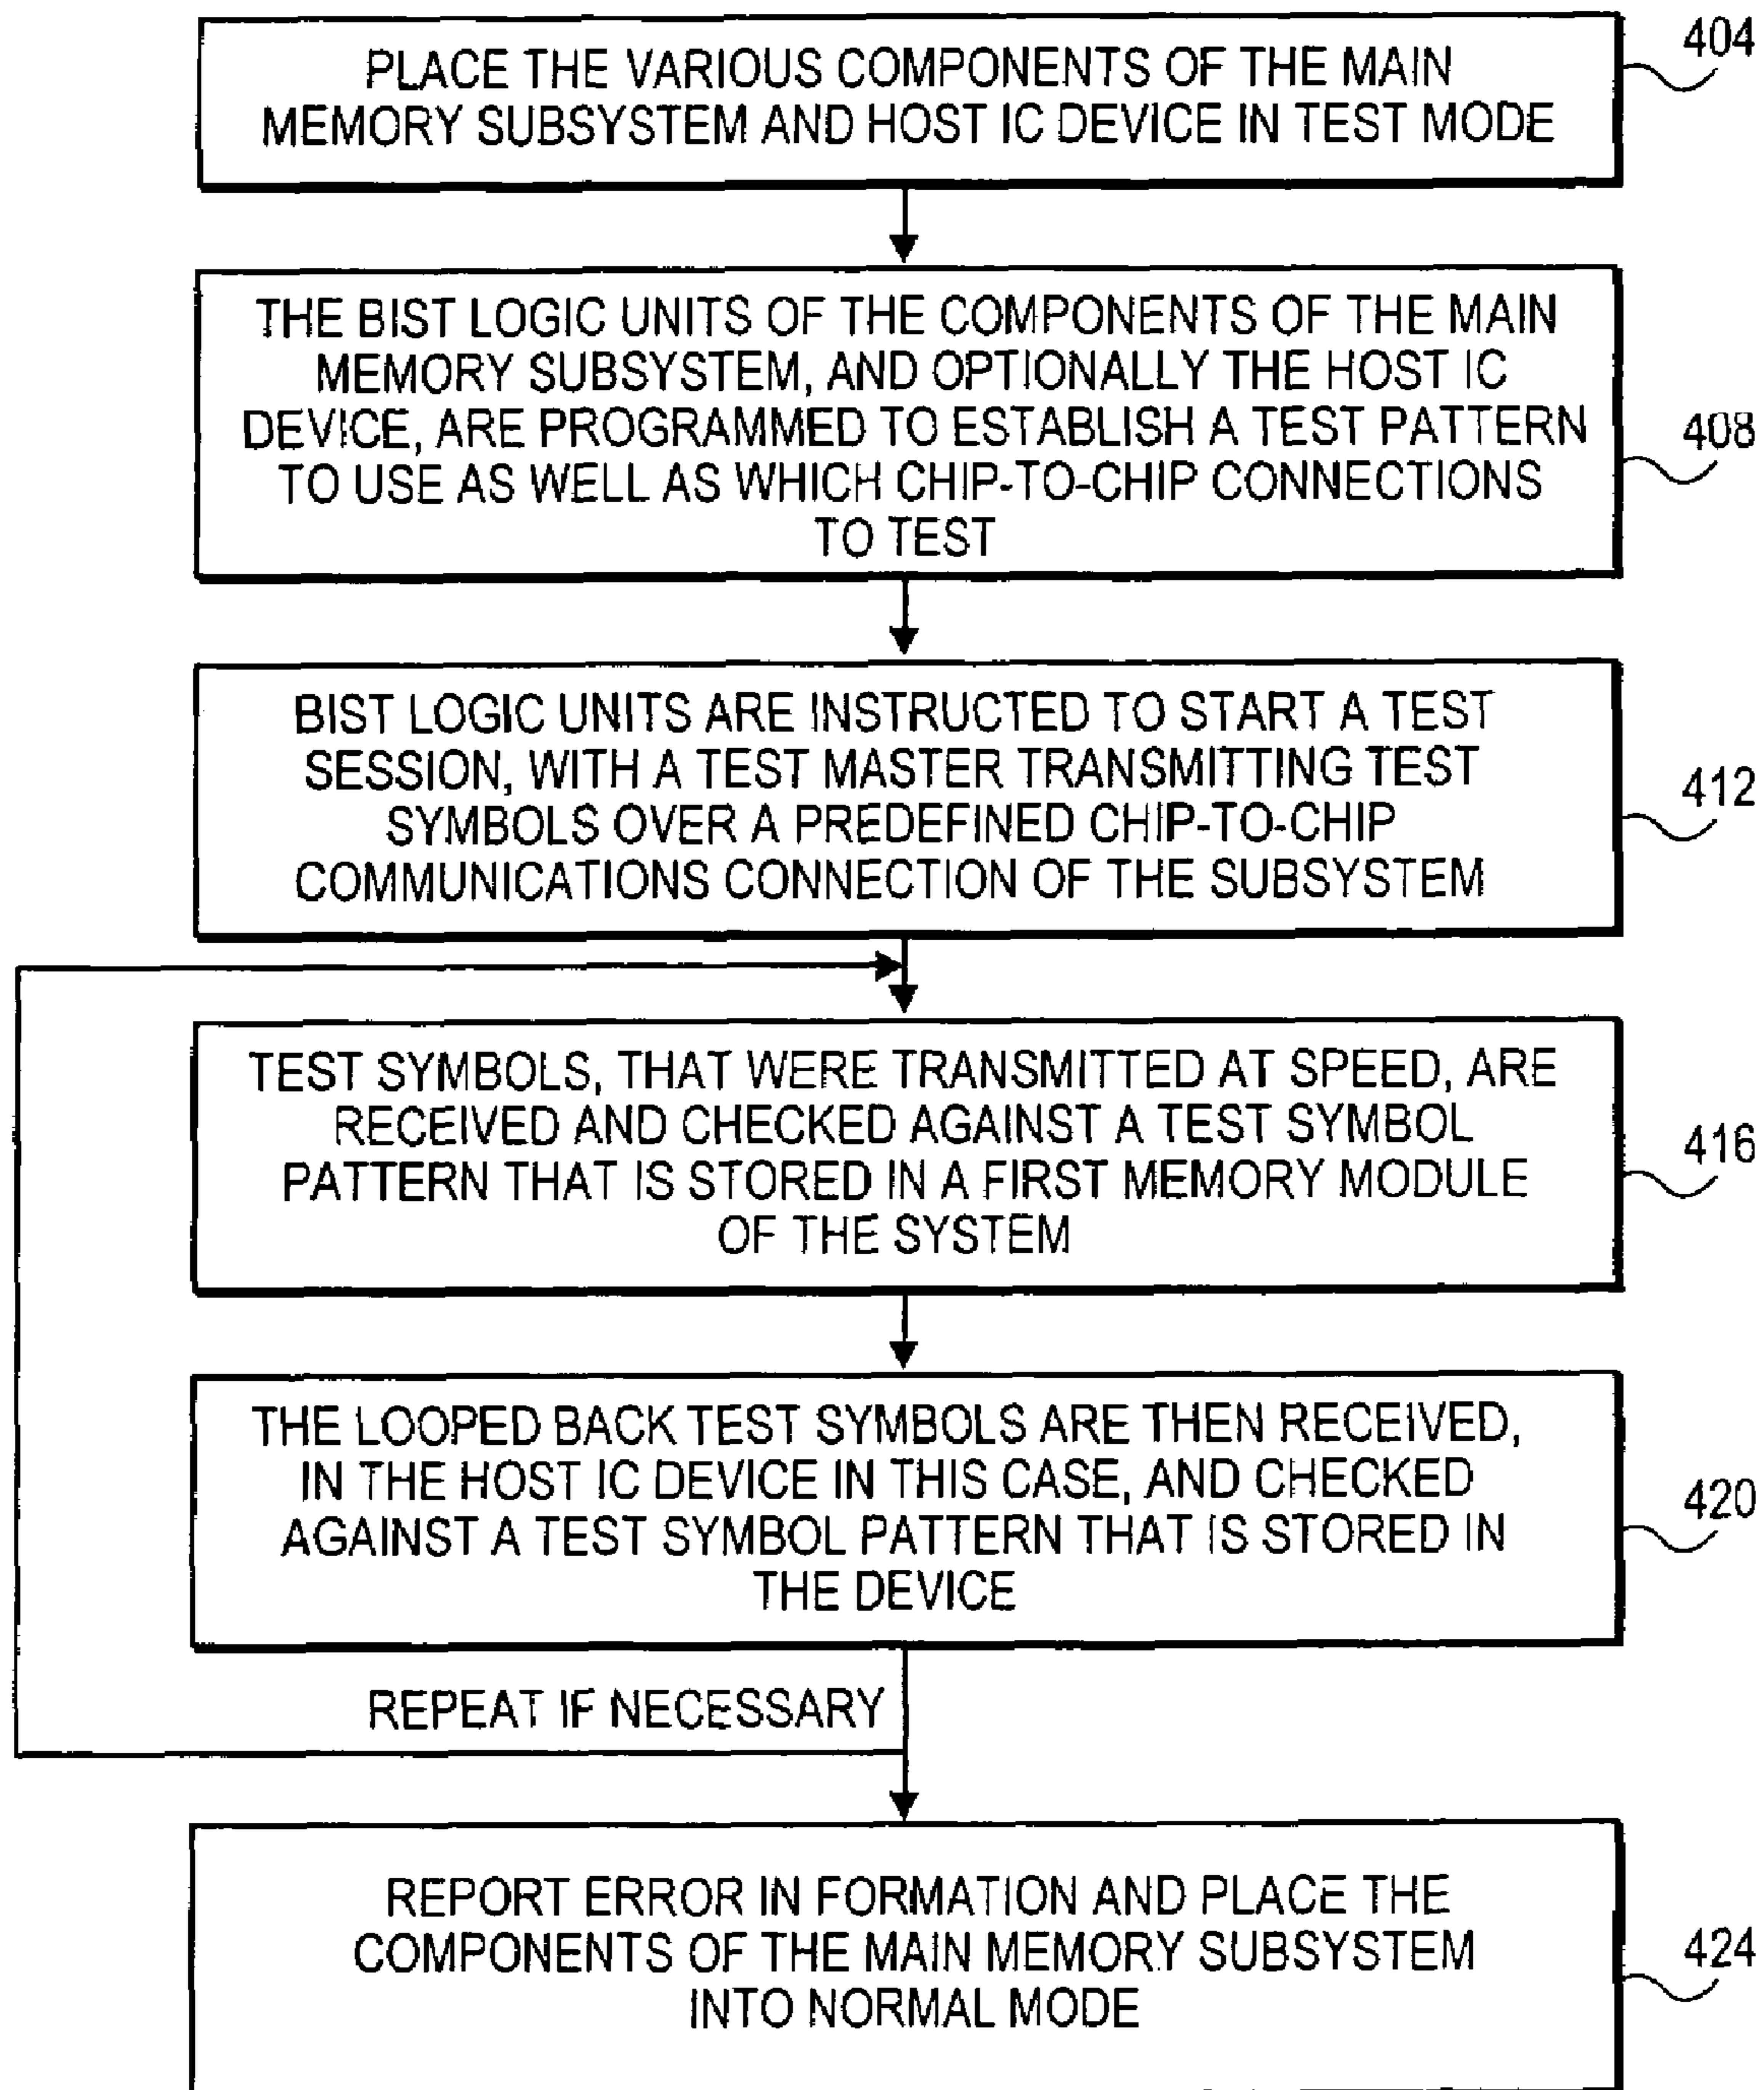 PLACE THE VARIOUS COMPONENTS OF THE MAIN
MEMORY SUBSYSTEM AND HOST IC DEVICE IN TEST MODE
404
THE BIST LOGIC UNITS OF THE COMPONENTS OF THE MAIN
MEMORY SUBSYSTEM, AND OPTIONALLY THE HOST IC
DEVICE, ARE PROGRAMMED TO ESTABLISH A TEST PATTERN
TO USE AS WELL AS WHICH CHIP-TO-CHIP CONNECTIONS
TO TEST
408
BIST LOGIC UNITS ARE INSTRUCTED TO START A TEST
SESSION, WITH A TEST MASTER TRANSMITTING TEST
SYMBOLS OVER A PREDEFINED CHIP-TO-CHIP
COMMUNICATIONS CONNECTION OF THE SUBSYSTEM
412
TEST SYMBOLS, THAT WERE TRANSMITTED AT SPEED, ARE
RECEIVED AND CHECKED AGAINST A TEST SYMBOL
PATTERN THAT IS STORED IN A FIRST MEMORY MODULE
OF THE SYSTEM
416
THE LOOPED BACK TEST SYMBOLS ARE THEN RECEIVED,
IN THE HOST IC DEVICE IN THIS CASE, AND CHECKED
AGAINST A TEST SYMBOL PATTERN THAT IS STORED IN
THE DEVICE
420
REPEAT IF NECESSARY
REPORT ERROR IN FORMATION AND PLACE THE
COMPONENTS OF THE MAIN MEMORY SUBSYSTEM
INTO NORMAL MODE
424